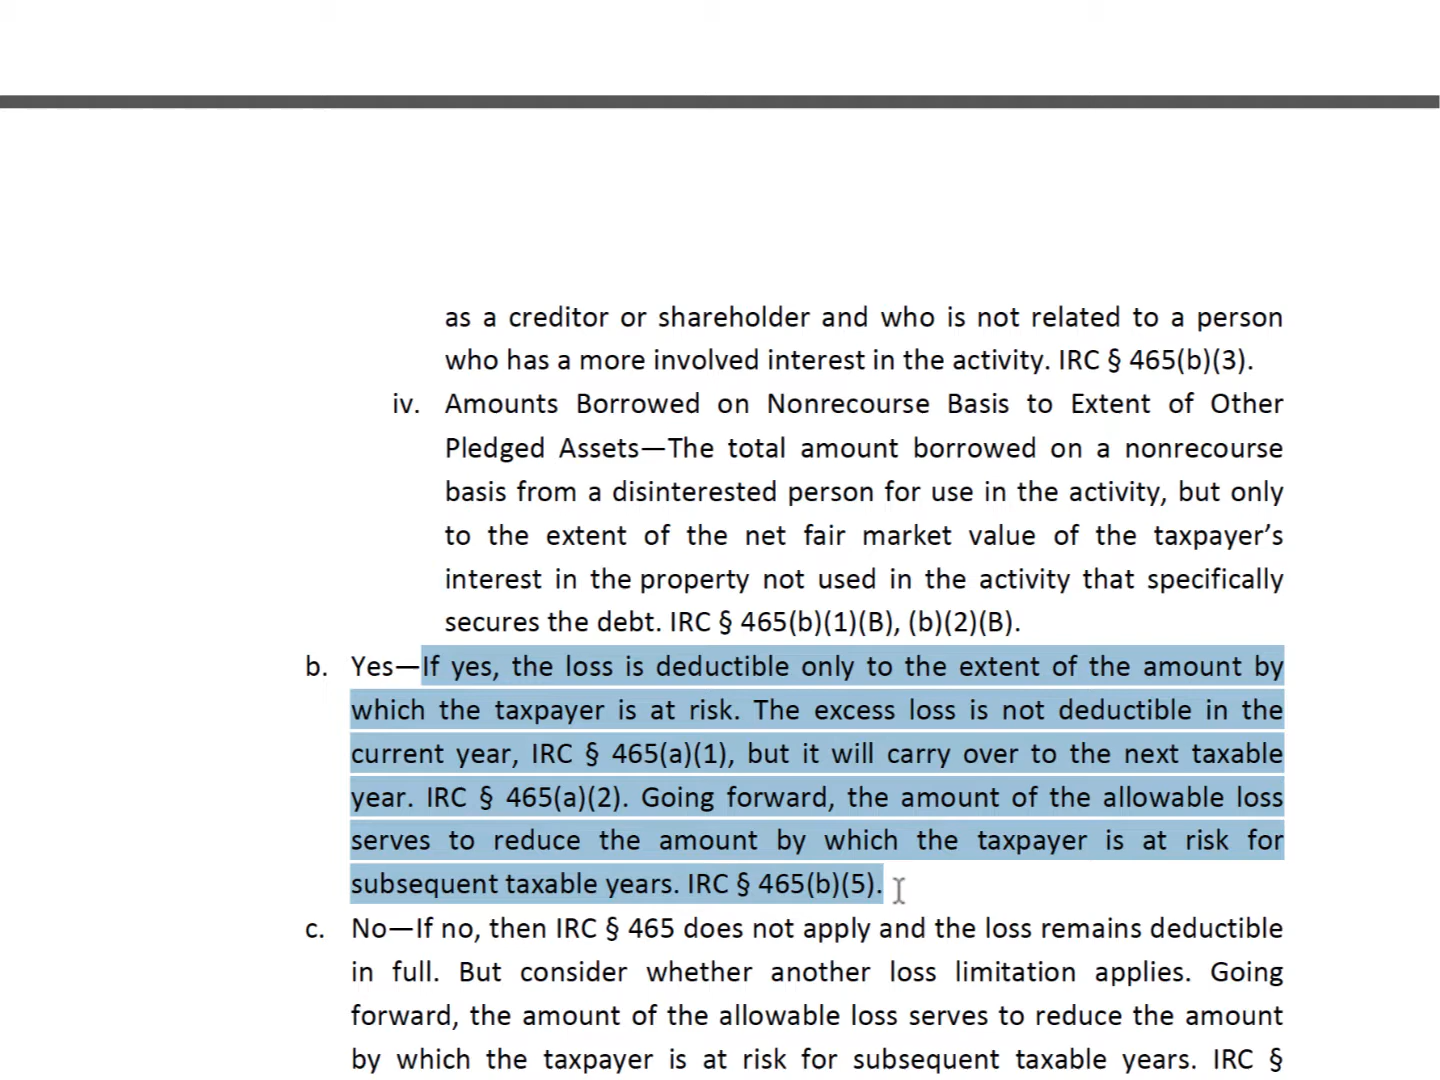 as a creditor or shareholder and who is not related to a person
who has a more involved interest in the activity. IRC § 465(b)(3).
iv. Amounts Borrowed on Nonrecourse Basis to Extent of Other
Pledged Assets—The total amount borrowed on a nonrecourse
basis from a disinterested person for use in the activity, but only
to the extent of the net fair market value of the taxpayer’s
interest in the property not used in the activity that specifically
secures the debt. IRC § 465(b)(1)(B), (b)(2)(B).
b. Yes—If yes, the loss is deductible only to the extent of the amount by
which the taxpayer is at risk. The excess loss is not deductible in the
current year, IRC § 465(a)(1), but it will carry over to the next taxable
year. IRC § 465(a)(2). Going forward, the amount of the allowable loss
serves to reduce the amount by which the taxpayer is at risk for
subsequent taxable years. IRC § 465(b)(5).
c. No—If no, then IRC § 465 does not apply and the loss remains deductible
in full. But consider whether another loss limitation applies. Going
forward, the amount of the allowable loss serves to reduce the amount
by which the taxpayer is at risk for subsequent taxable years. IRC §